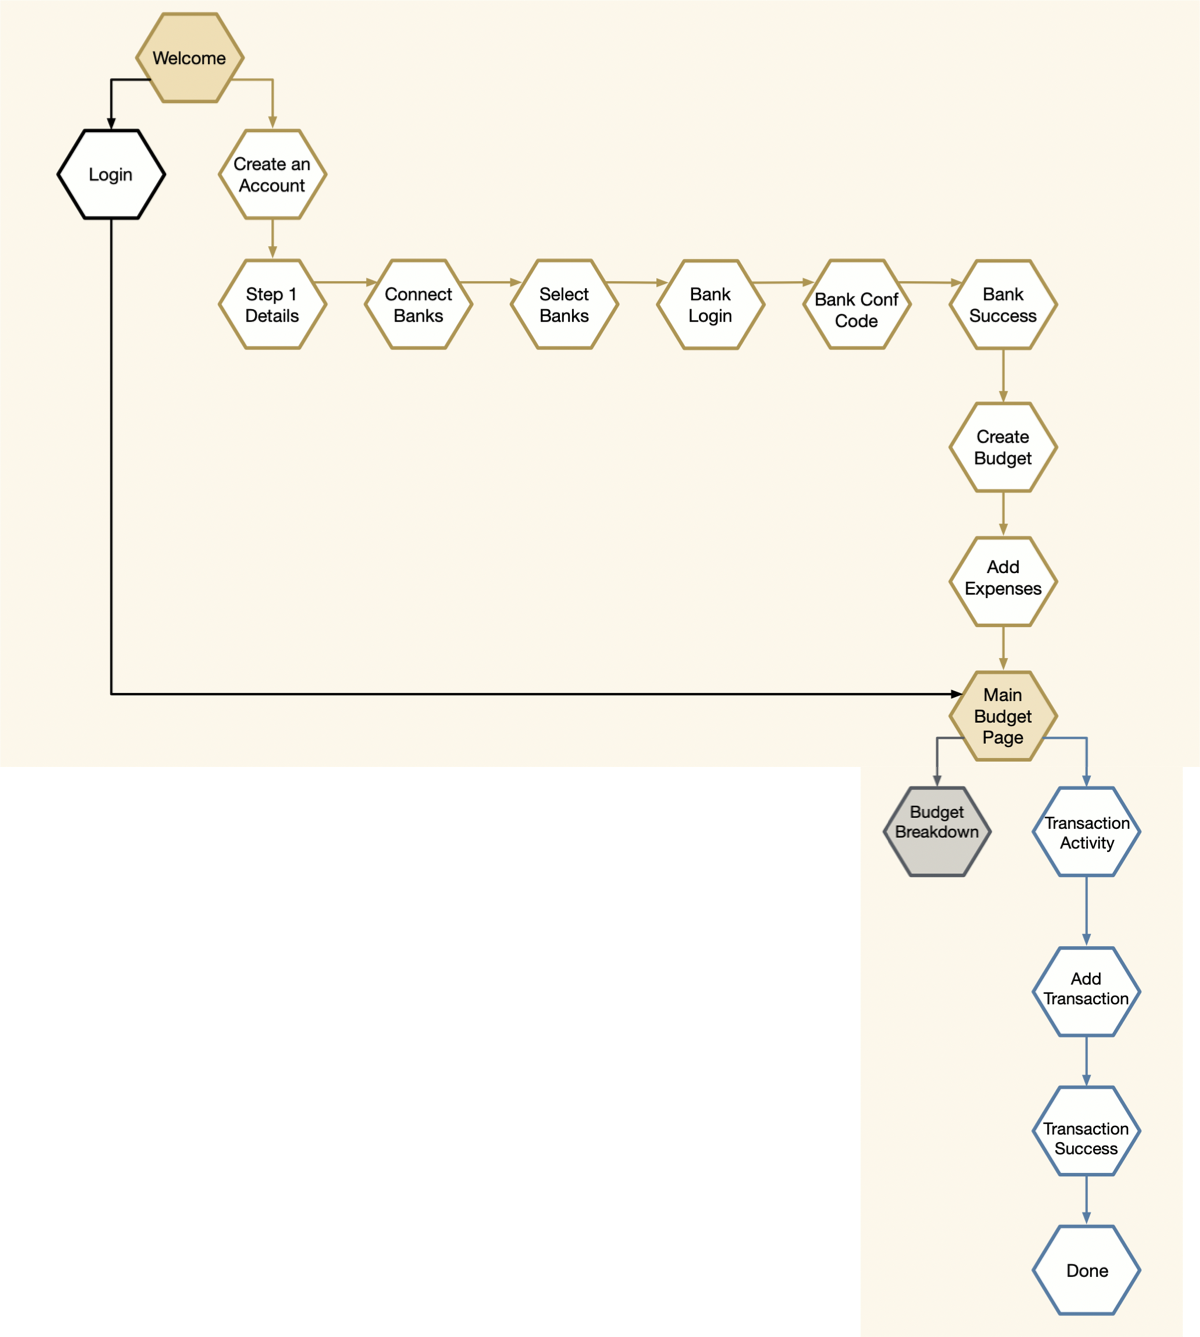 Welcome
Login
Create an
Account
Step 1
Details
Connect
Banks
Select
Banks
Bank
Login
Bank Conf
Code
Bank
Success
Create
Budget
Add
Expenses
Main
Budget
Page
Budget
Breakdown
Transaction
Activity
Add
Transaction
Transaction
Success
Done